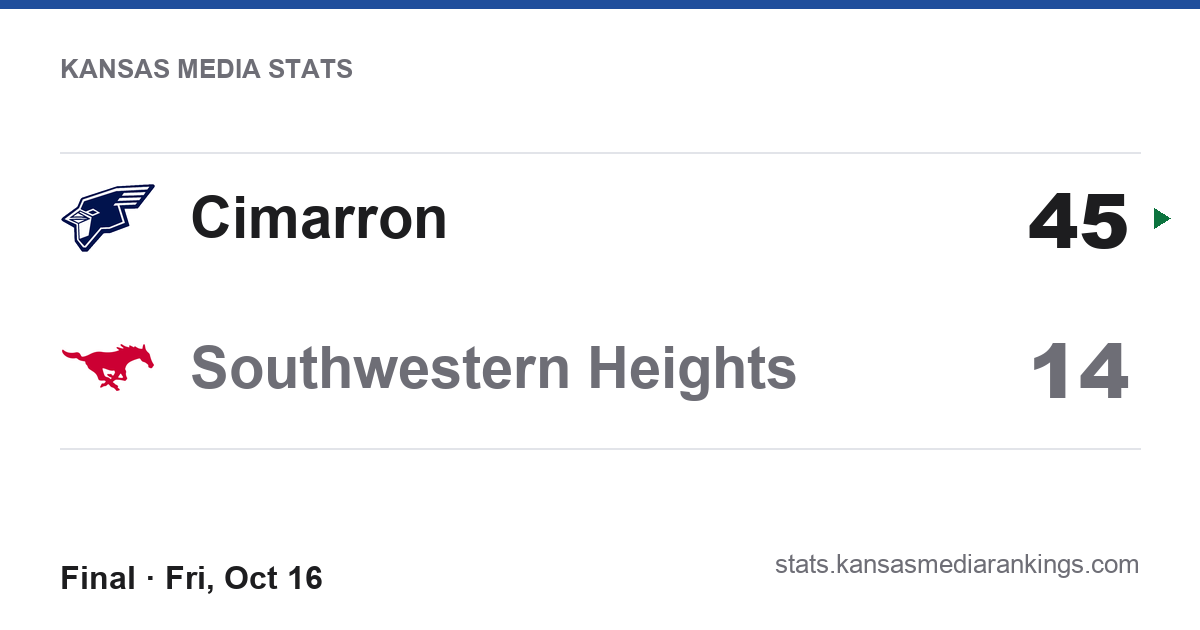 KANSAS MEDIA STATS
Cimarron 45
Southwestern Heights 14
Final · Fri, Oct 16
stats.kansasmediarankings.com